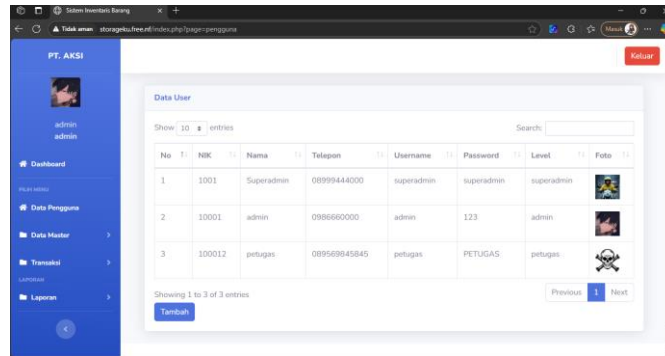 Sistem Inventaris Barang
Tidak aman
storageku.free.nf/index.php?page=pengguna
Masuk
PT. AKSI
Keluar
admin
admin
Dashboard
PILIH MENU
Data Pengguna
Data Master
Transaksi
LAPORAN
Laporan
Data User
Show 10 entries
Search:
No NIK Nama Telepon Username Password Level Foto
1 1001 Superadmin 08999444000 superadmin superadmin superadmin
2 10001 admin 0986660000 admin 123 admin
3 100012 petugas 089569845845 petugas PETUGAS petugas
Showing 1 to 3 of 3 entries
Previous 1 Next
Tambah